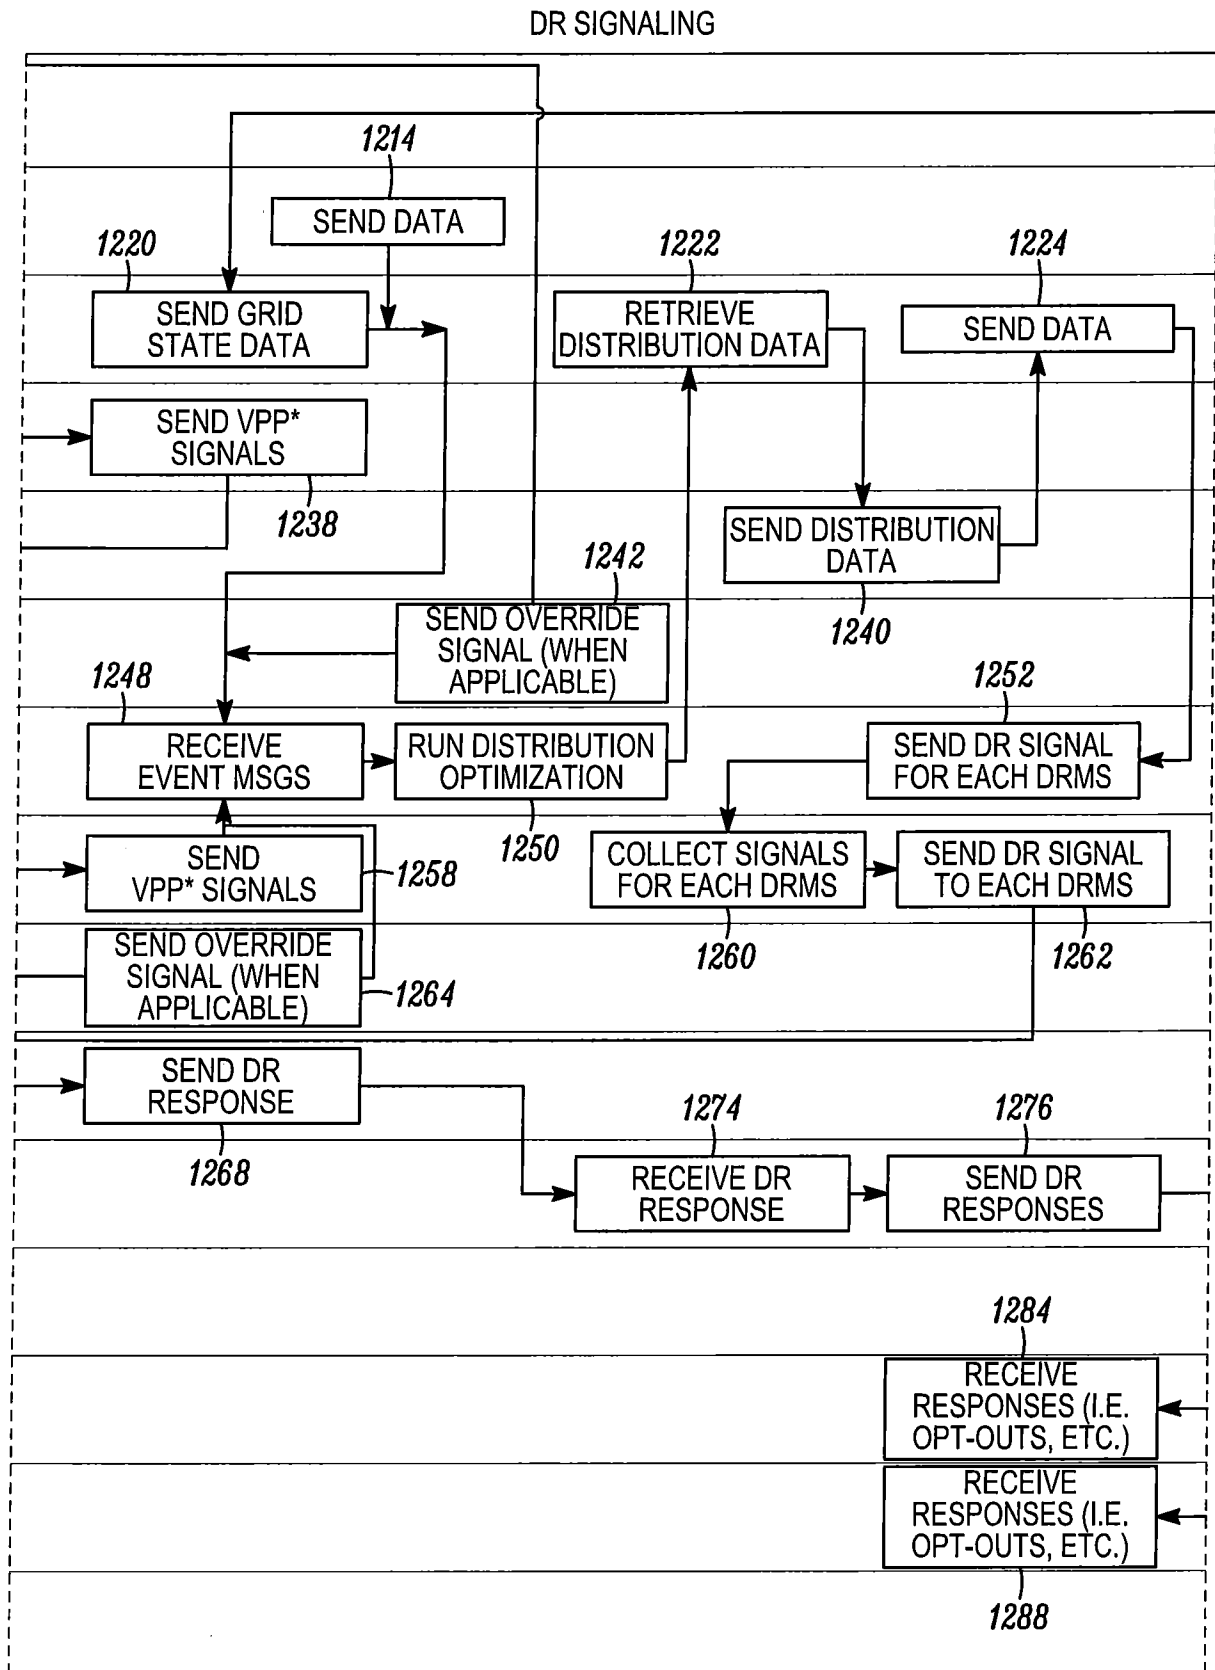 DR SIGNALING
1214
SEND DATA
1220
1222
1224
SEND GRID
STATE DATA
RETRIEVE
DISTRIBUTION DATA
SEND DATA
SEND VPP*
SIGNALS
1238
SEND DISTRIBUTION
DATA
1240
1242
SEND OVERRIDE
SIGNAL (WHEN
APPLICABLE)
1248
1252
RECEIVE
EVENT MSGS
RUN DISTRIBUTION
OPTIMIZATION
SEND DR SIGNAL
FOR EACH DRMS
1250
SEND
VPP* SIGNALS
1258
COLLECT SIGNALS
FOR EACH DRMS
SEND DR SIGNAL
TO EACH DRMS
1260
1262
SEND OVERRIDE
SIGNAL (WHEN
APPLICABLE)
1264
SEND DR
RESPONSE
1268
1274
1276
RECEIVE DR
RESPONSE
SEND DR
RESPONSES
1284
RECEIVE
RESPONSES (I.E.
OPT-OUTS, ETC.)
RECEIVE
RESPONSES (I.E.
OPT-OUTS, ETC.)
1288